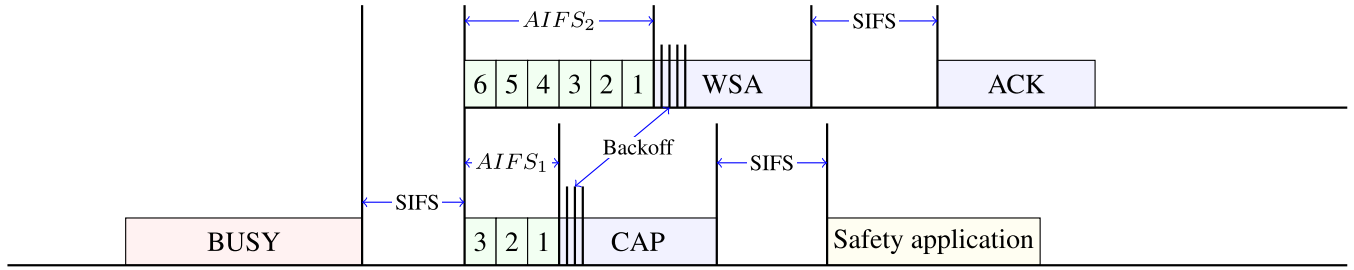 AIFS₂
SIFS
6 5 4 3 2 1 WSA ACK
Backoff
AIFS₁
SIFS
SIFS
BUSY 3 2 1 CAP Safety application